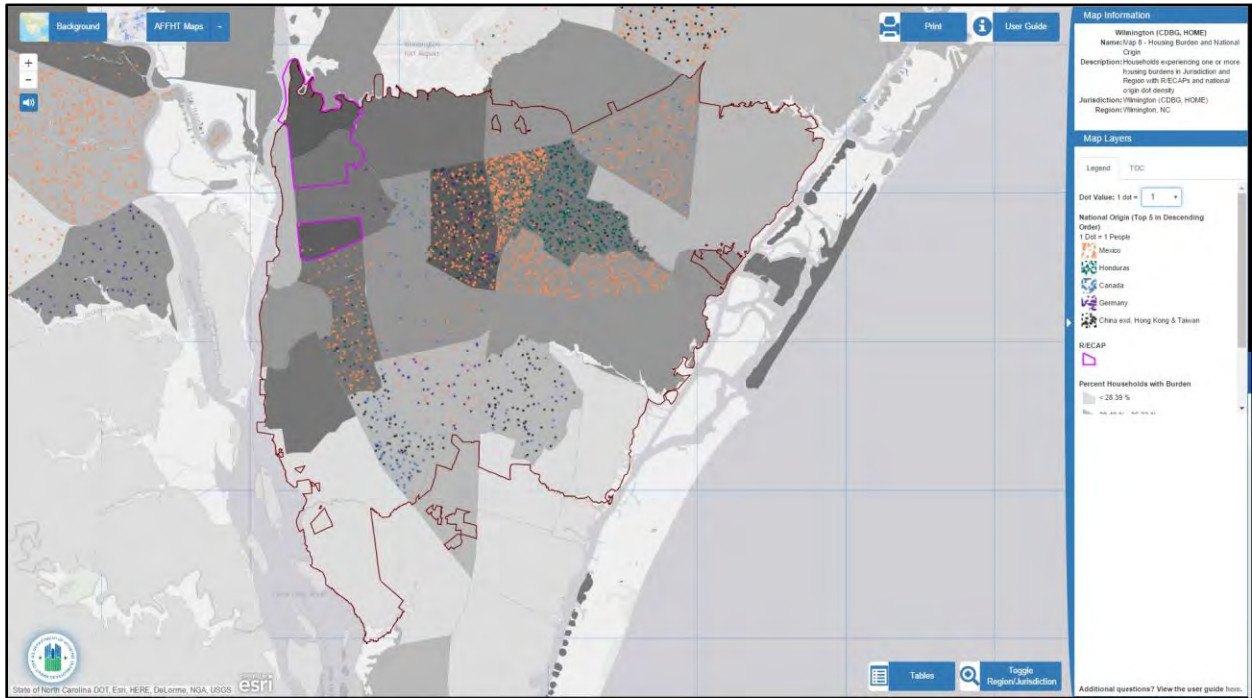 Background
AFFHT Maps -
Print
User Guide
+
-
Wilmington
Map Information
Wilmington (CDBG, HOME)
Name: Map 8 - Housing Burden and National
Origin
Description: Households experiencing one or more
housing burdens in Jurisdiction and
Region with R/ECAPs and national
origin dot density
Jurisdiction: Wilmington (CDBG, HOME)
Region: Wilmington, NC
Map Layers
Legend
TOC
Dot Value: 1 dot = 1
National Origin (Top 5 in Descending
Order)
1 Dot = 1 People
Mexico
Honduras
Canada
Germany
China excl. Hong Kong & Taiwan
R/ECAP
Percent Households with Burden
< 28.39 %
Tables
Toggle
Region/Jurisdiction
State of North Carolina DOT, Esri, HERE, DeLorme, NGA, USGS
esri
Additional questions? View the user guide here.